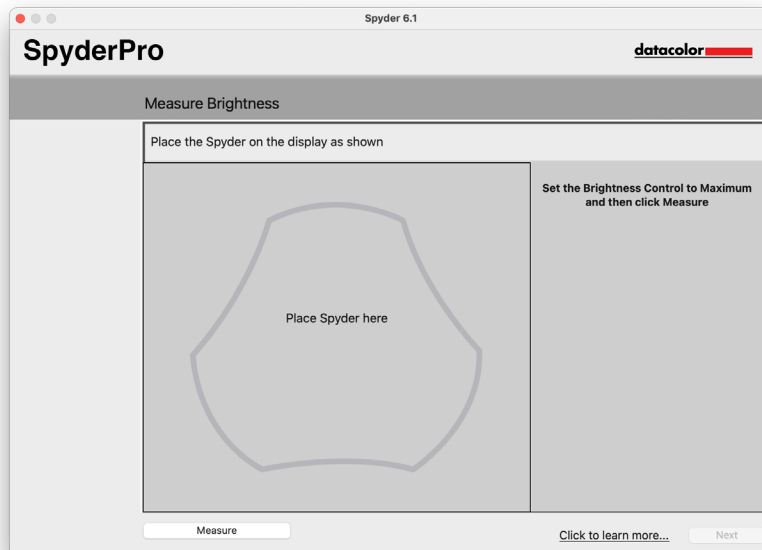 Spyder 6.1
SpyderPro
datacolor
Measure Brightness
Place the Spyder on the display as shown
Set the Brightness Control to Maximum
and then click Measure
Place Spyder here
Measure
Click to learn more...
Next